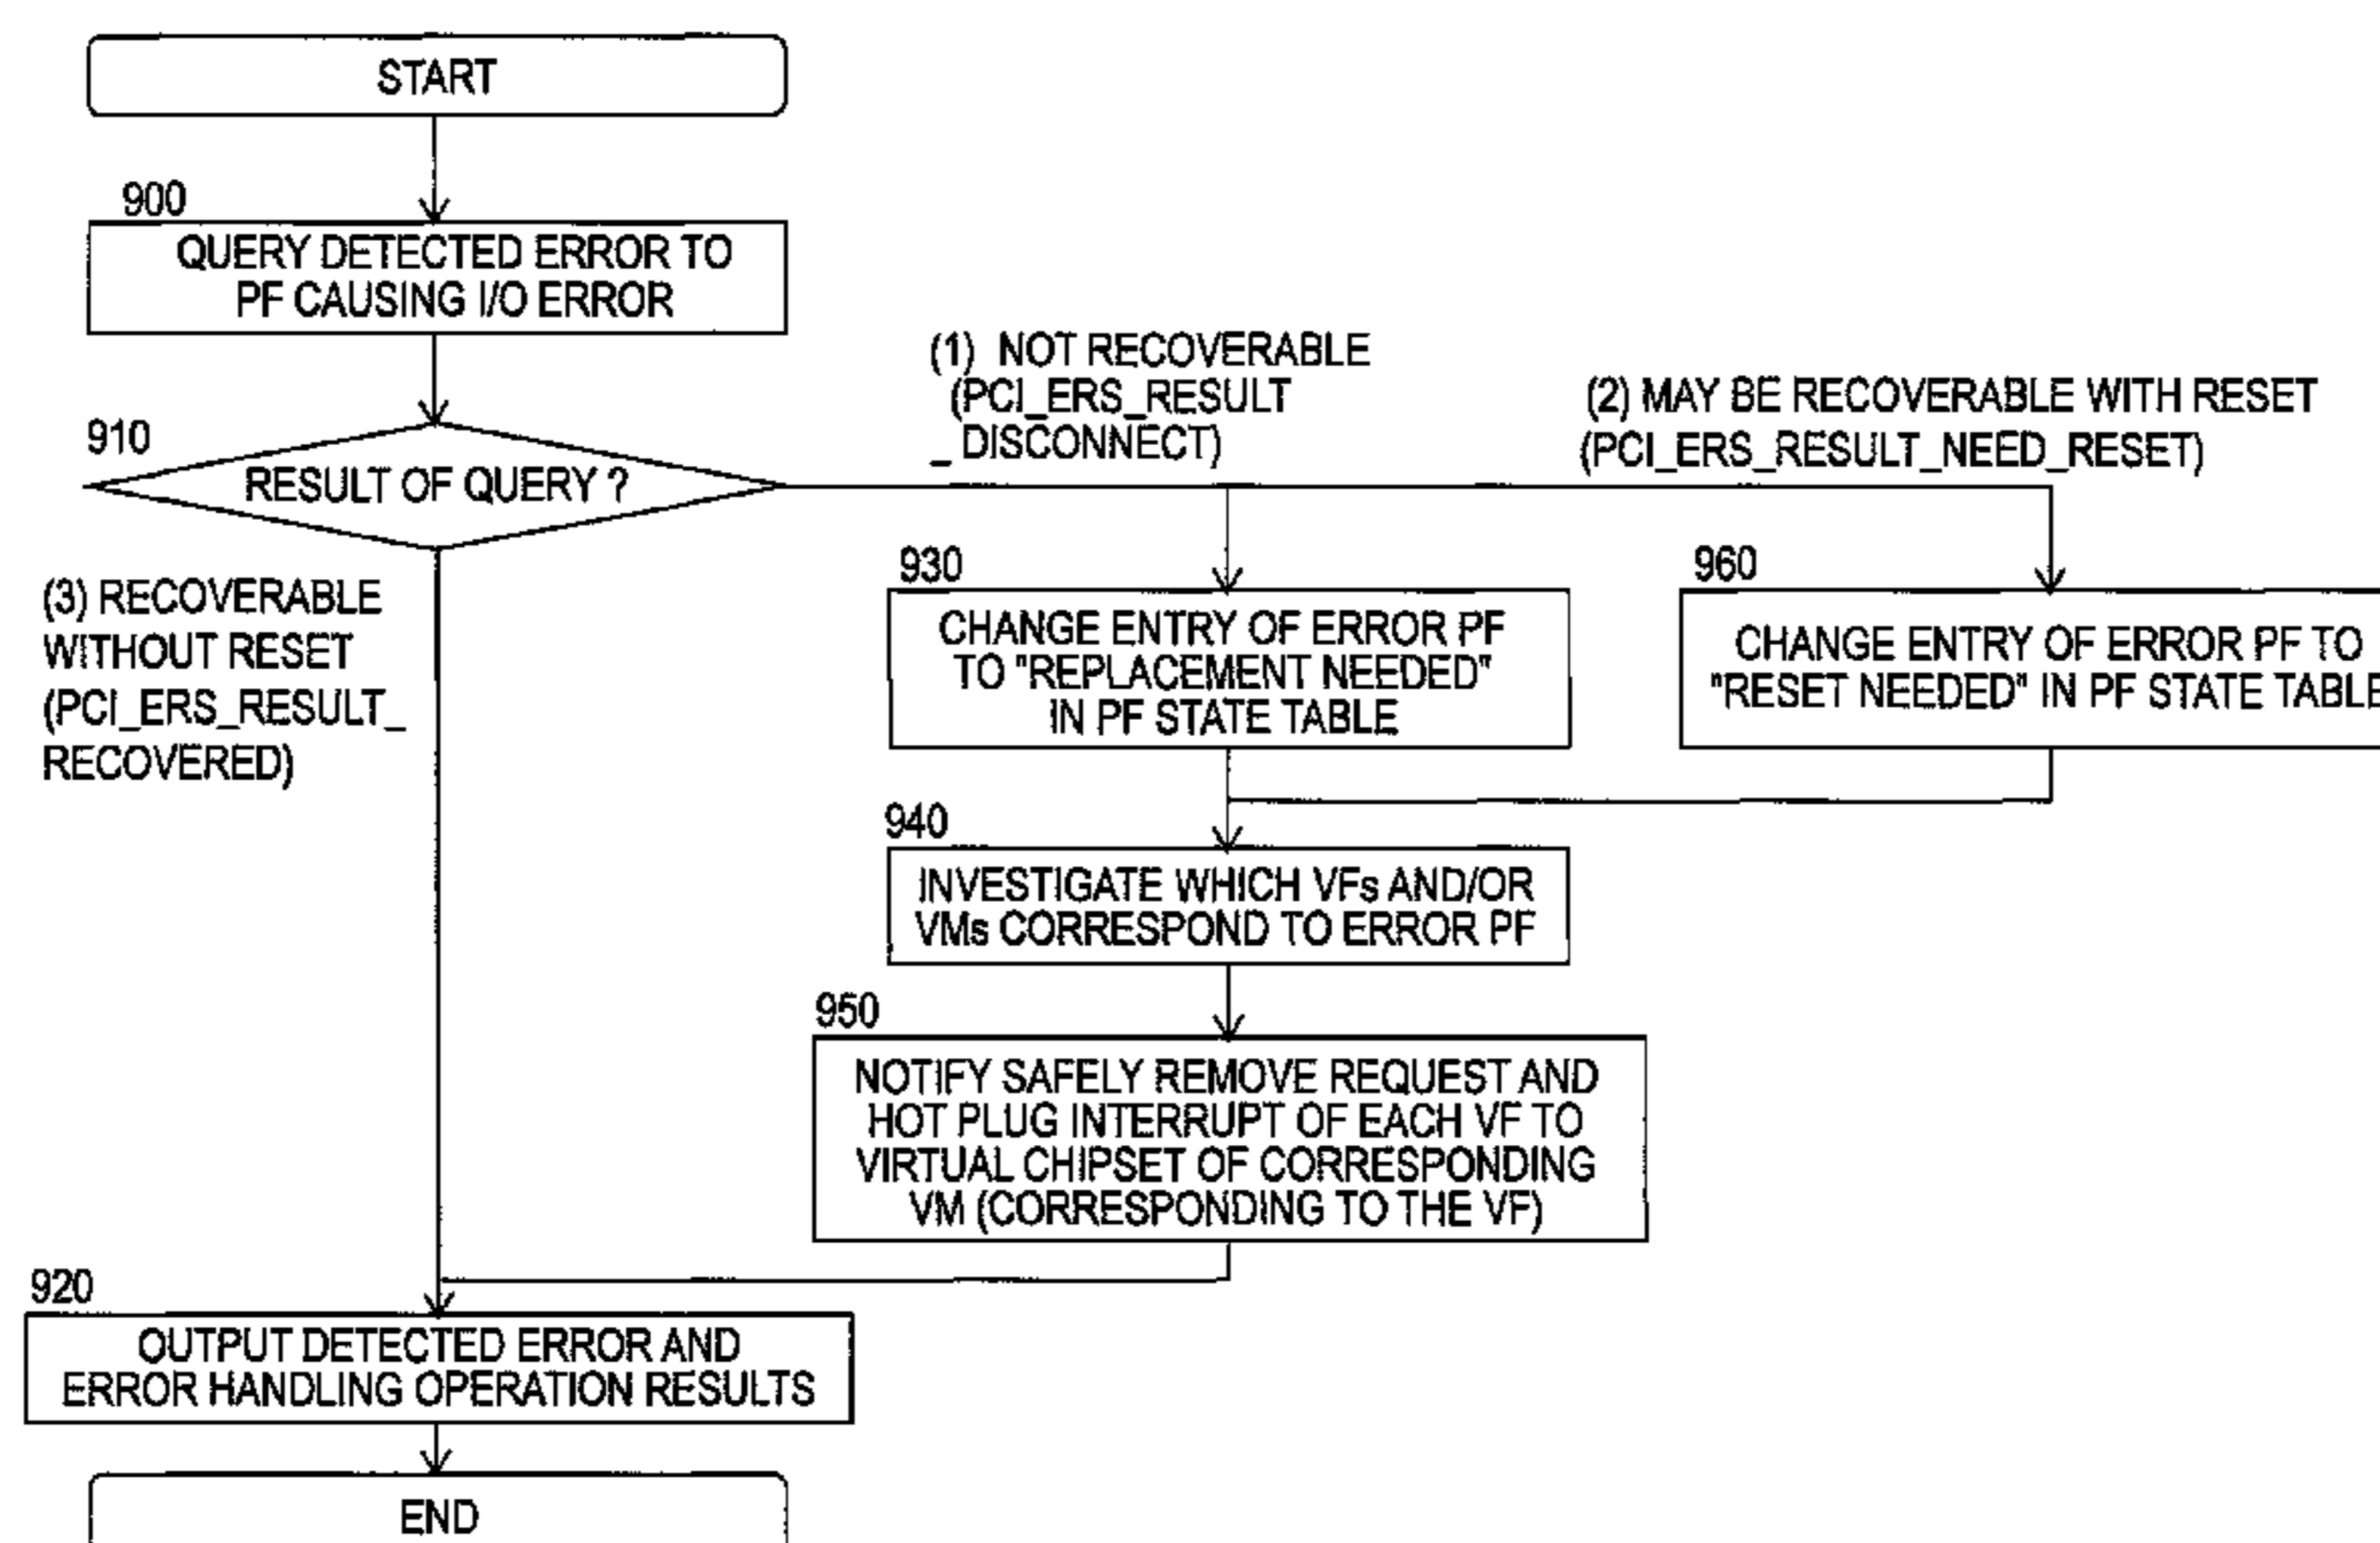 START
900
QUERY DETECTED ERROR TO
PF CAUSING I/O ERROR
910
RESULT OF QUERY ?
(1) NOT RECOVERABLE
(PCI_ERS_RESULT
_ DISCONNECT)
(2) MAY BE RECOVERABLE WITH RESET
(PCI_ERS_RESULT_NEED_RESET)
(3) RECOVERABLE
WITHOUT RESET
(PCI_ERS_RESULT_
RECOVERED)
930
CHANGE ENTRY OF ERROR PF
TO "REPLACEMENT NEEDED"
IN PF STATE TABLE
960
CHANGE ENTRY OF ERROR PF TO
"RESET NEEDED" IN PF STATE TABLE
940
INVESTIGATE WHICH VFs AND/OR
VMs CORRESPOND TO ERROR PF
950
NOTIFY SAFELY REMOVE REQUEST AND
HOT PLUG INTERRUPT OF EACH VF TO
VIRTUAL CHIPSET OF CORRESPONDING
VM (CORRESPONDING TO THE VF)
920
OUTPUT DETECTED ERROR AND
ERROR HANDLING OPERATION RESULTS
END